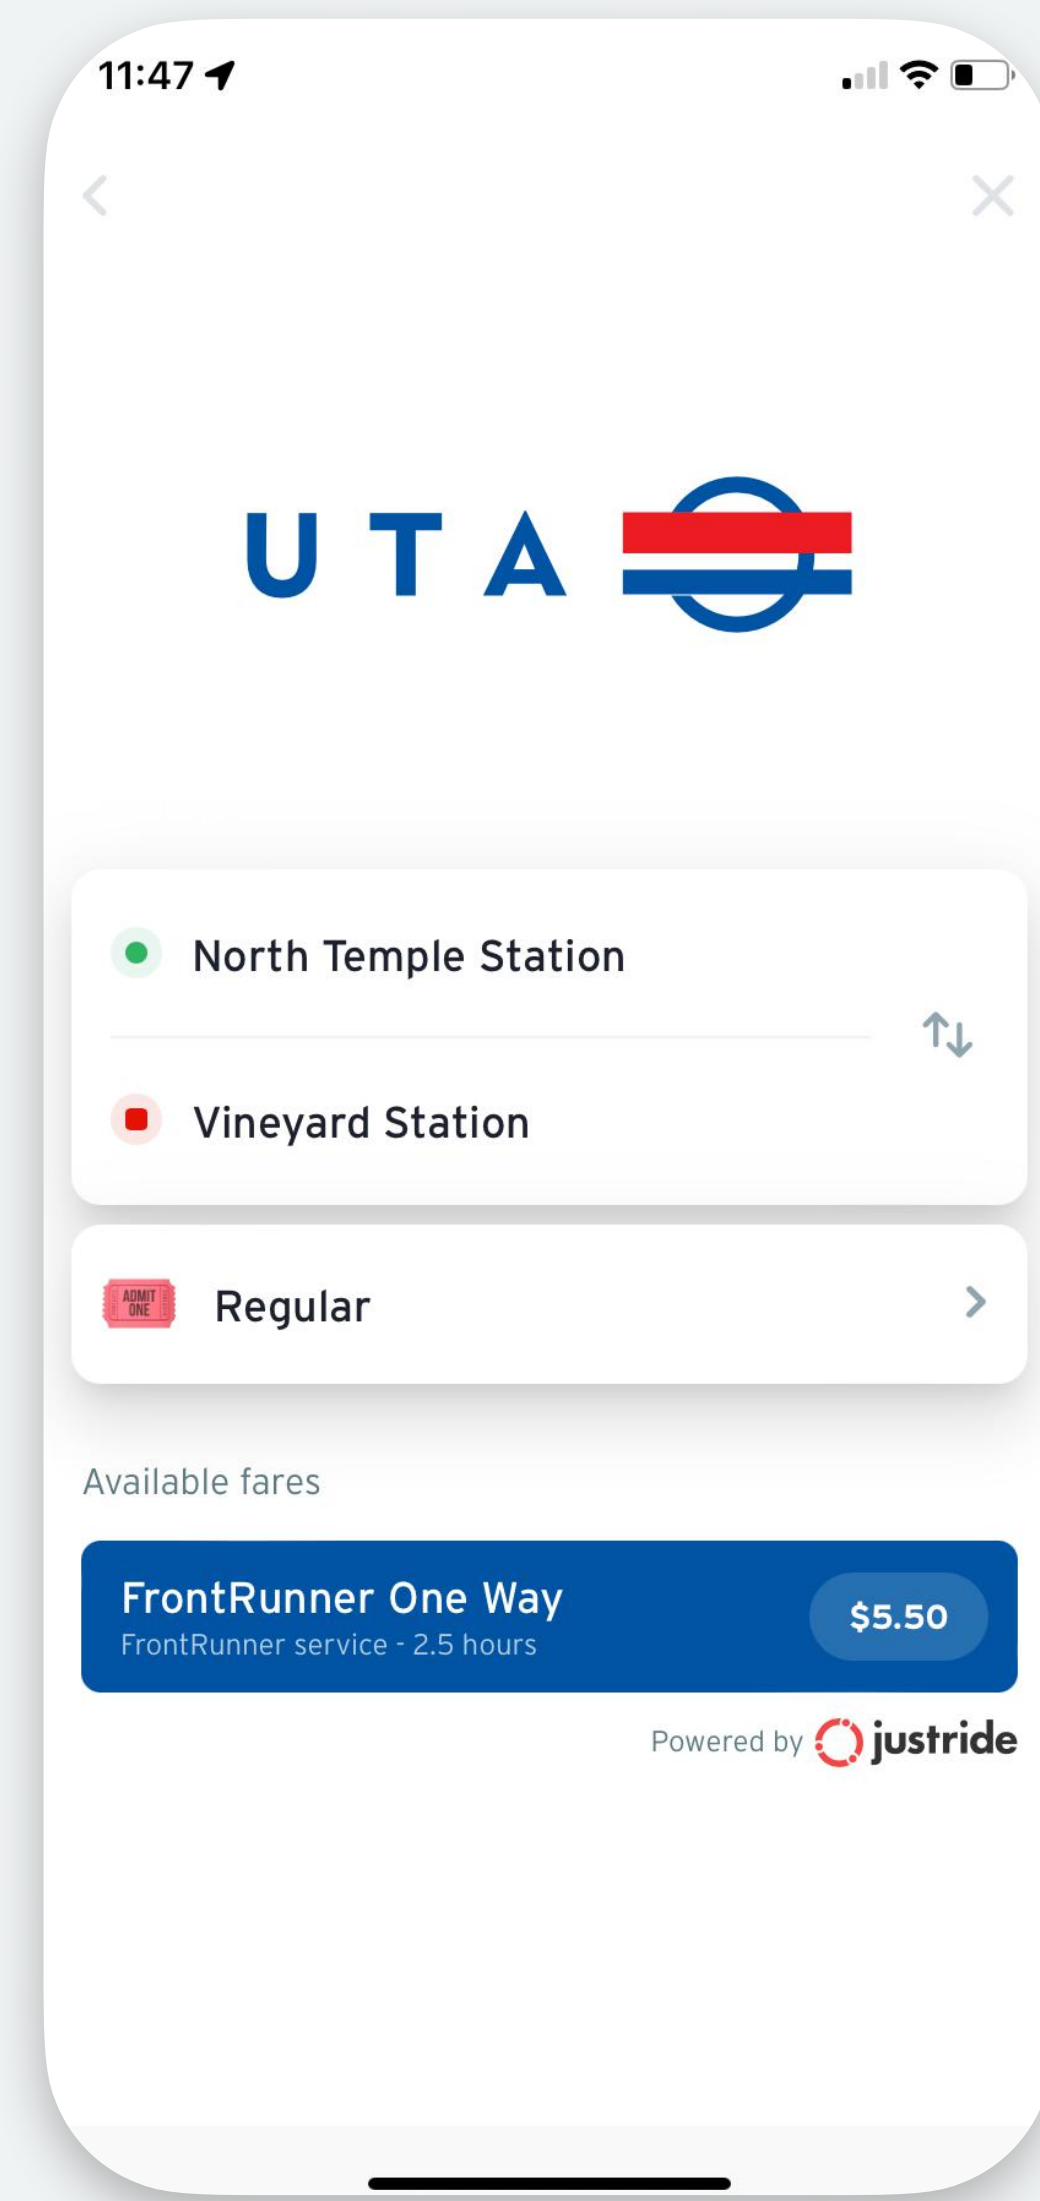 11:47
UTA
North Temple Station
Vineyard Station
ADMIT
ONE
Regular
Available fares
FrontRunner One Way
FrontRunner service - 2.5 hours
$5.50
Powered by justride